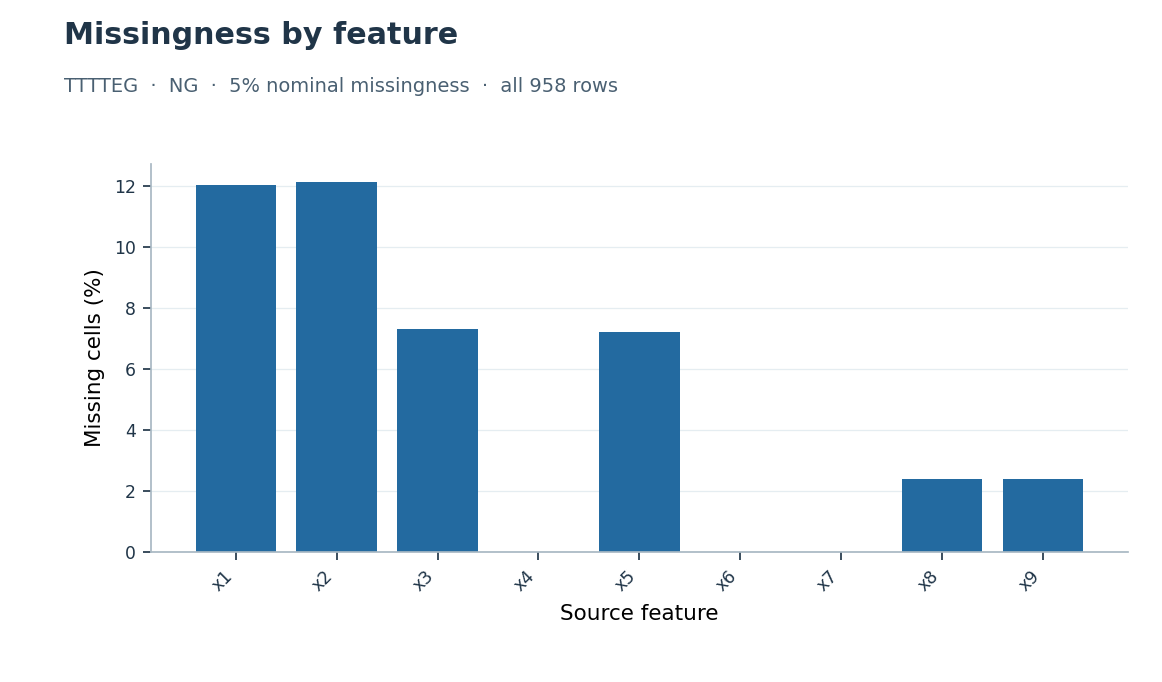 Missingness by feature
TTTTEG · NG · 5% nominal missingness · all 958 rows
Missing cells (%)
12
10
8
6
4
2
0
x1 x2 x3 x4 x5 x6 x7 x8 x9
Source feature